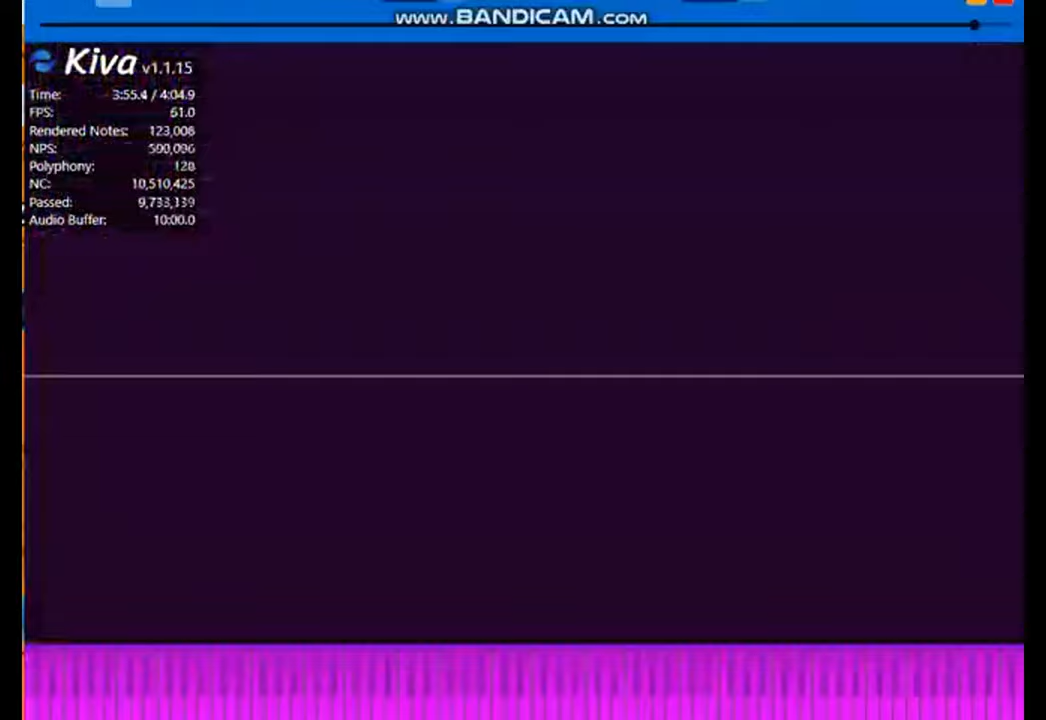 WWW.BANDICAM.COM
Kiva v1.1.15
Time: 3:55.4 / 4:04.9
FPS: 61.0
Rendered Notes: 123,008
NPS: 590,096
Polyphony: 128
NC: 10,510,425
Passed: 9,733,139
Audio Buffer: 10:00.0